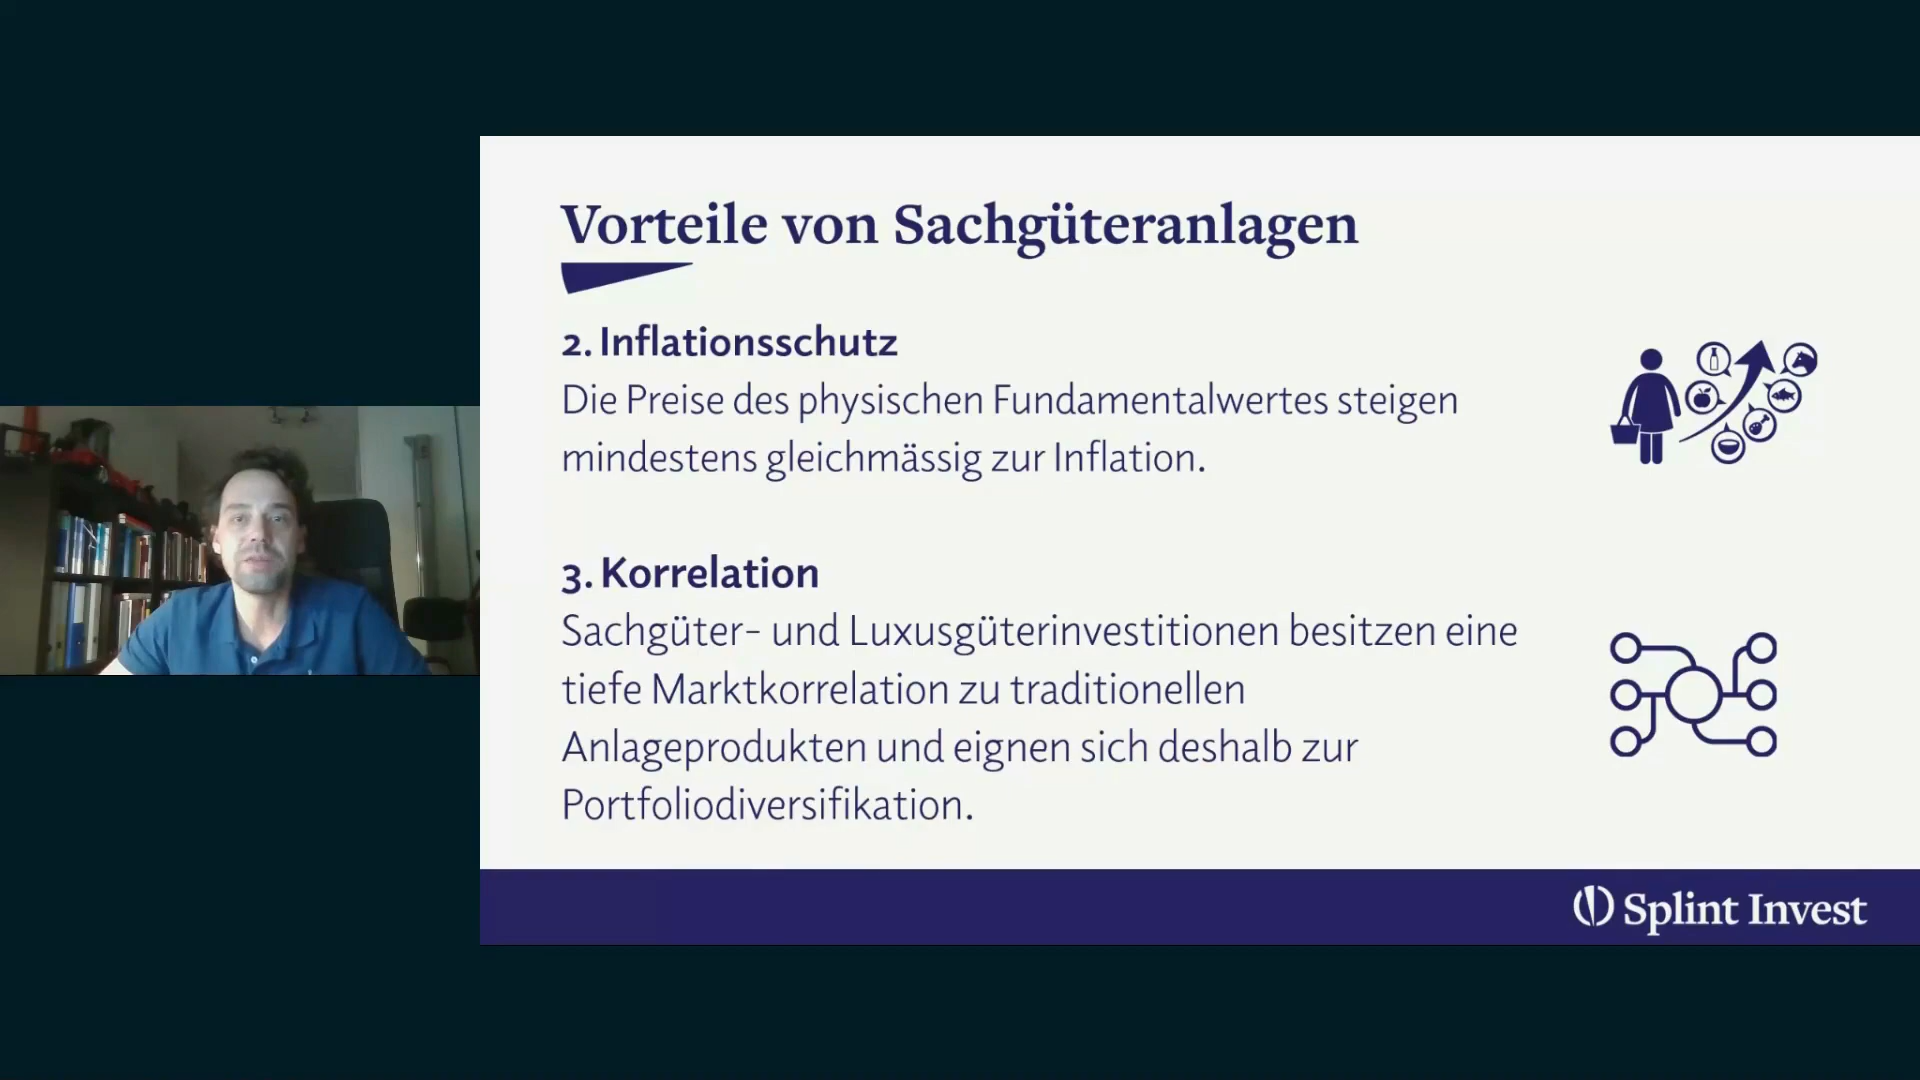 Vorteile von Sachgüteranlagen
2. Inflationsschutz
Die Preise des physischen Fundamentalwertes steigen
mindestens gleichmässig zur Inflation.
3. Korrelation
Sachgüter- und Luxusgüterinvestitionen besitzen eine
tiefe Marktkorrelation zu traditionellen
Anlageprodukten und eignen sich deshalb zur
Portfoliodiversifikation.
Splint Invest